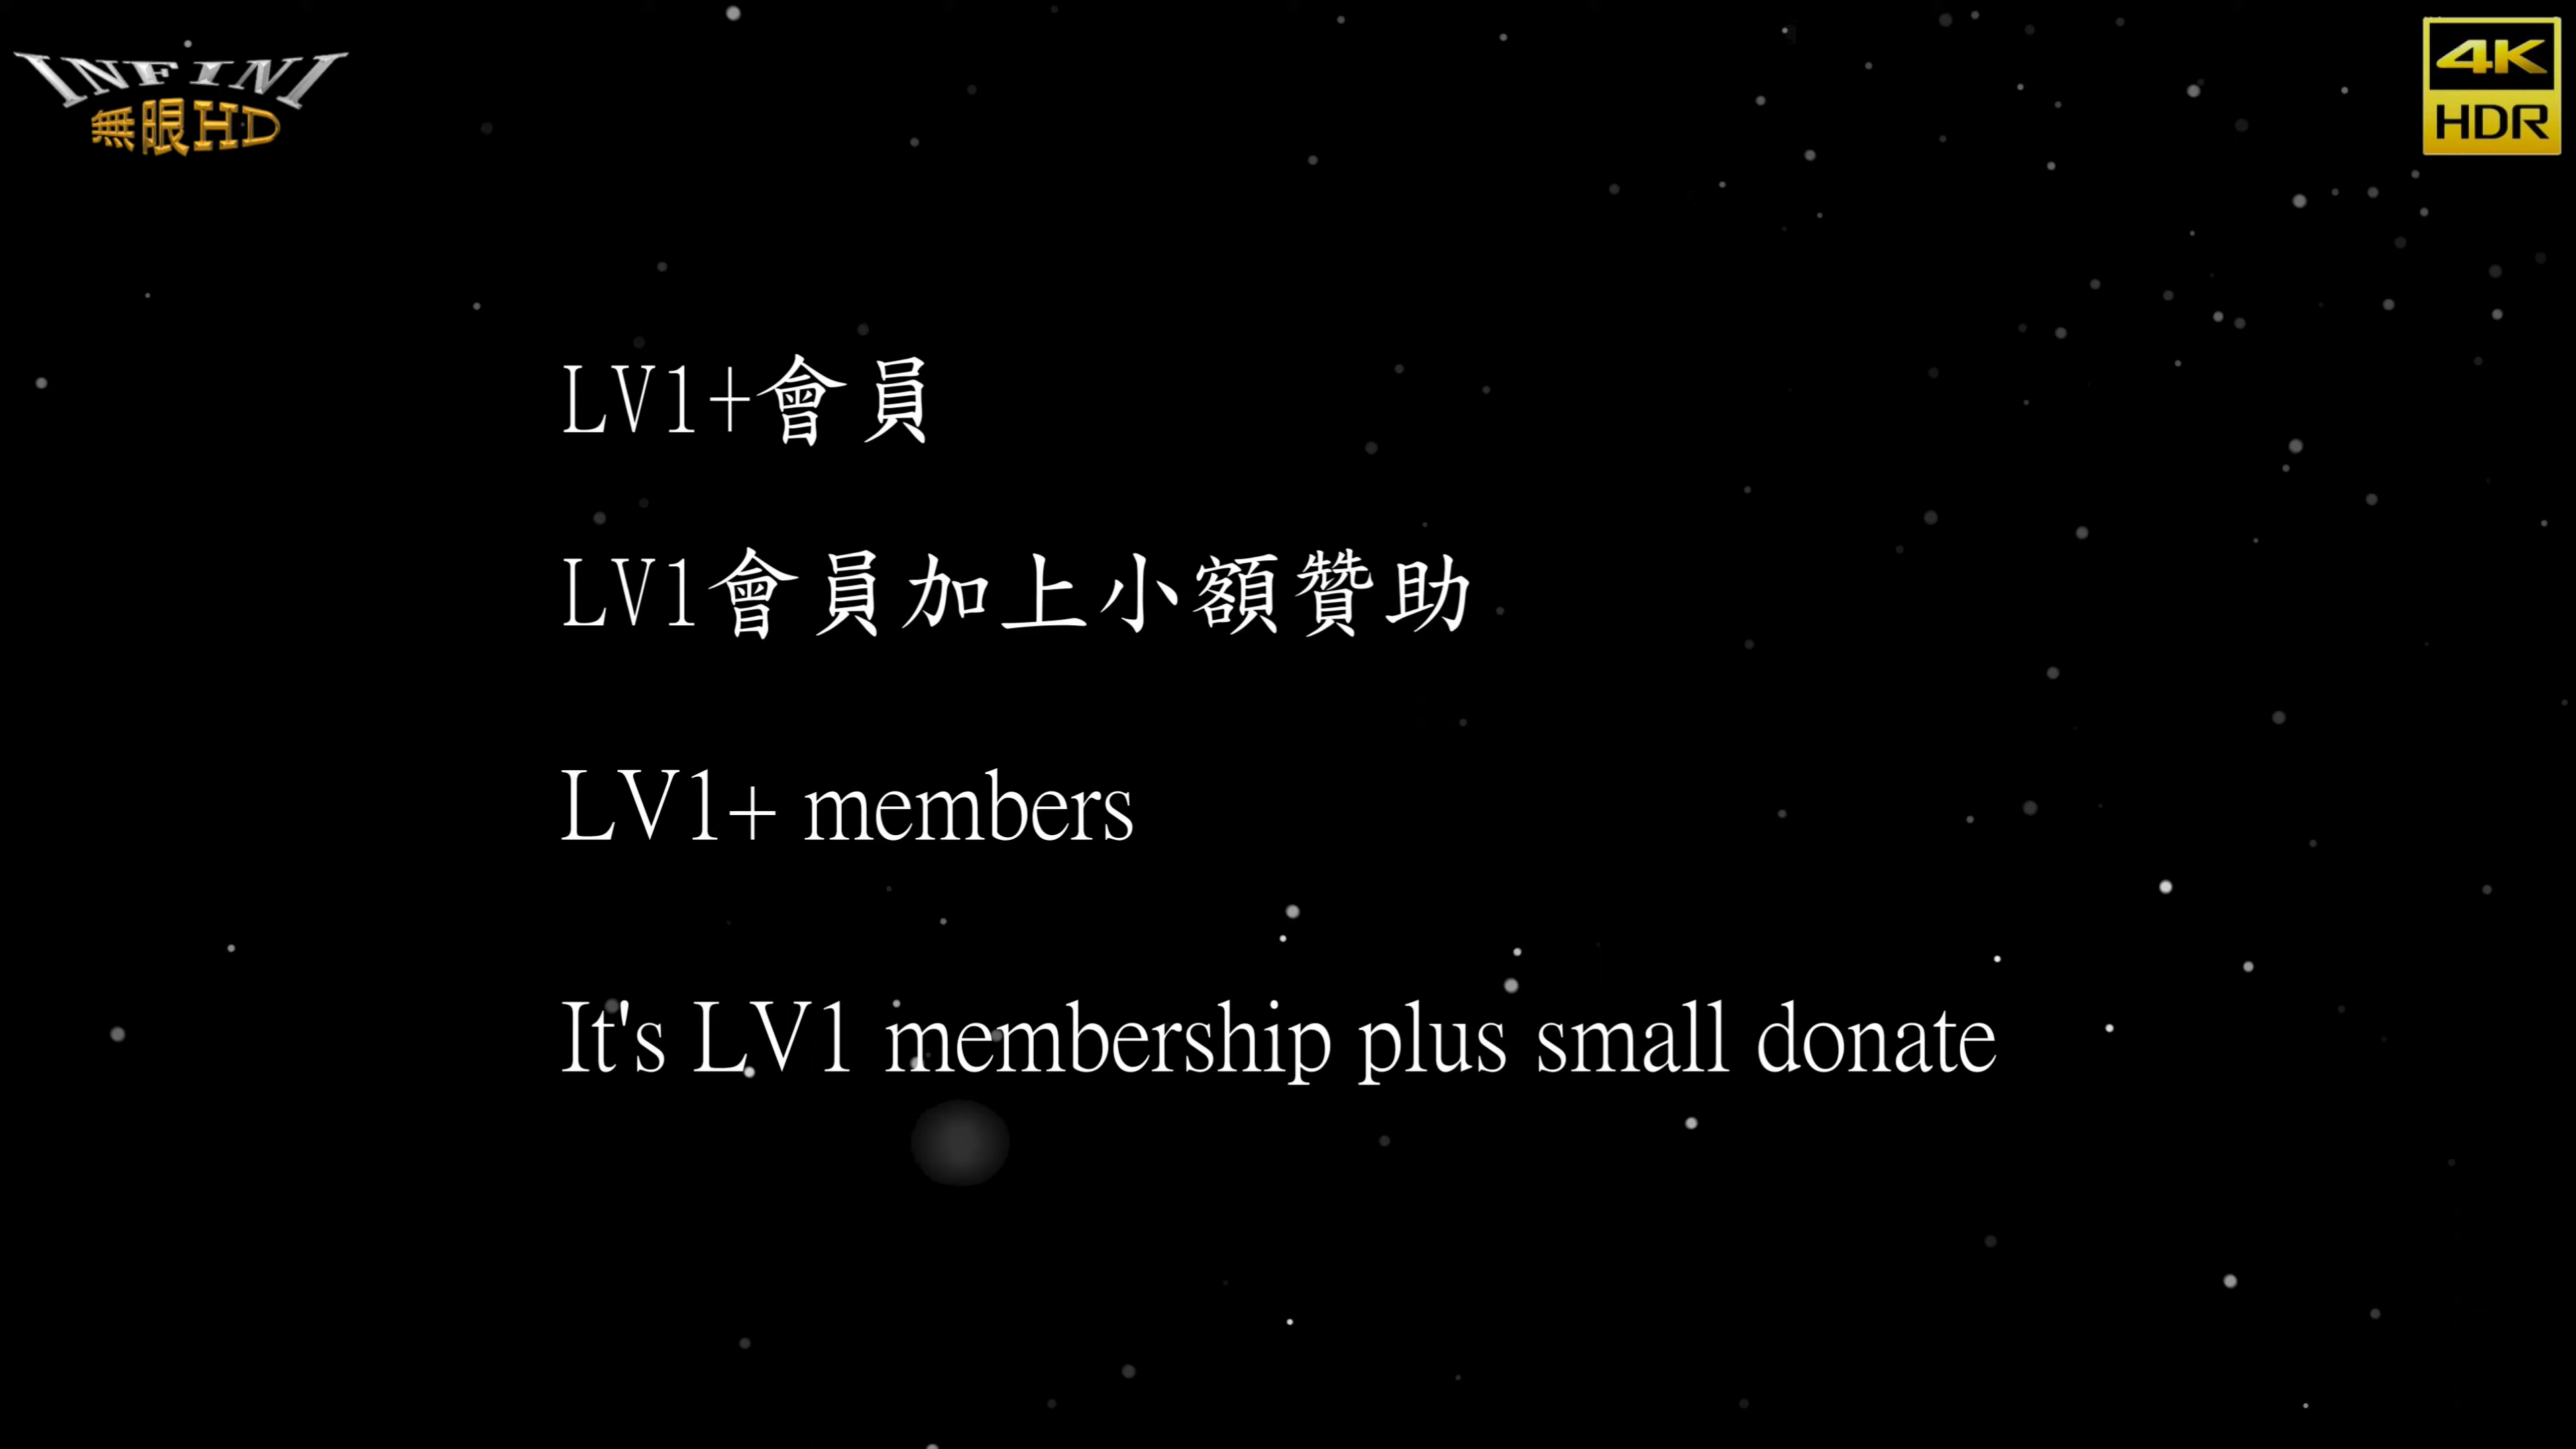 INFINI
無限HD
4K
HDR
LV1+會員
LV1會員加上小額贊助
LV1+ members
It's LV1 membership plus small donate